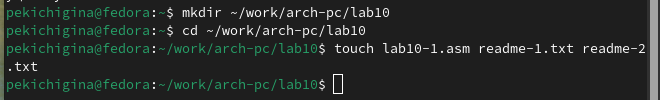 pekichigina@fedora:~$ mkdir ~/work/arch-pc/lab10
pekichigina@fedora:~$ cd ~/work/arch-pc/lab10
pekichigina@fedora:~/work/arch-pc/lab10$ touch lab10-1.asm readme-1.txt readme-2
.txt
pekichigina@fedora:~/work/arch-pc/lab10$